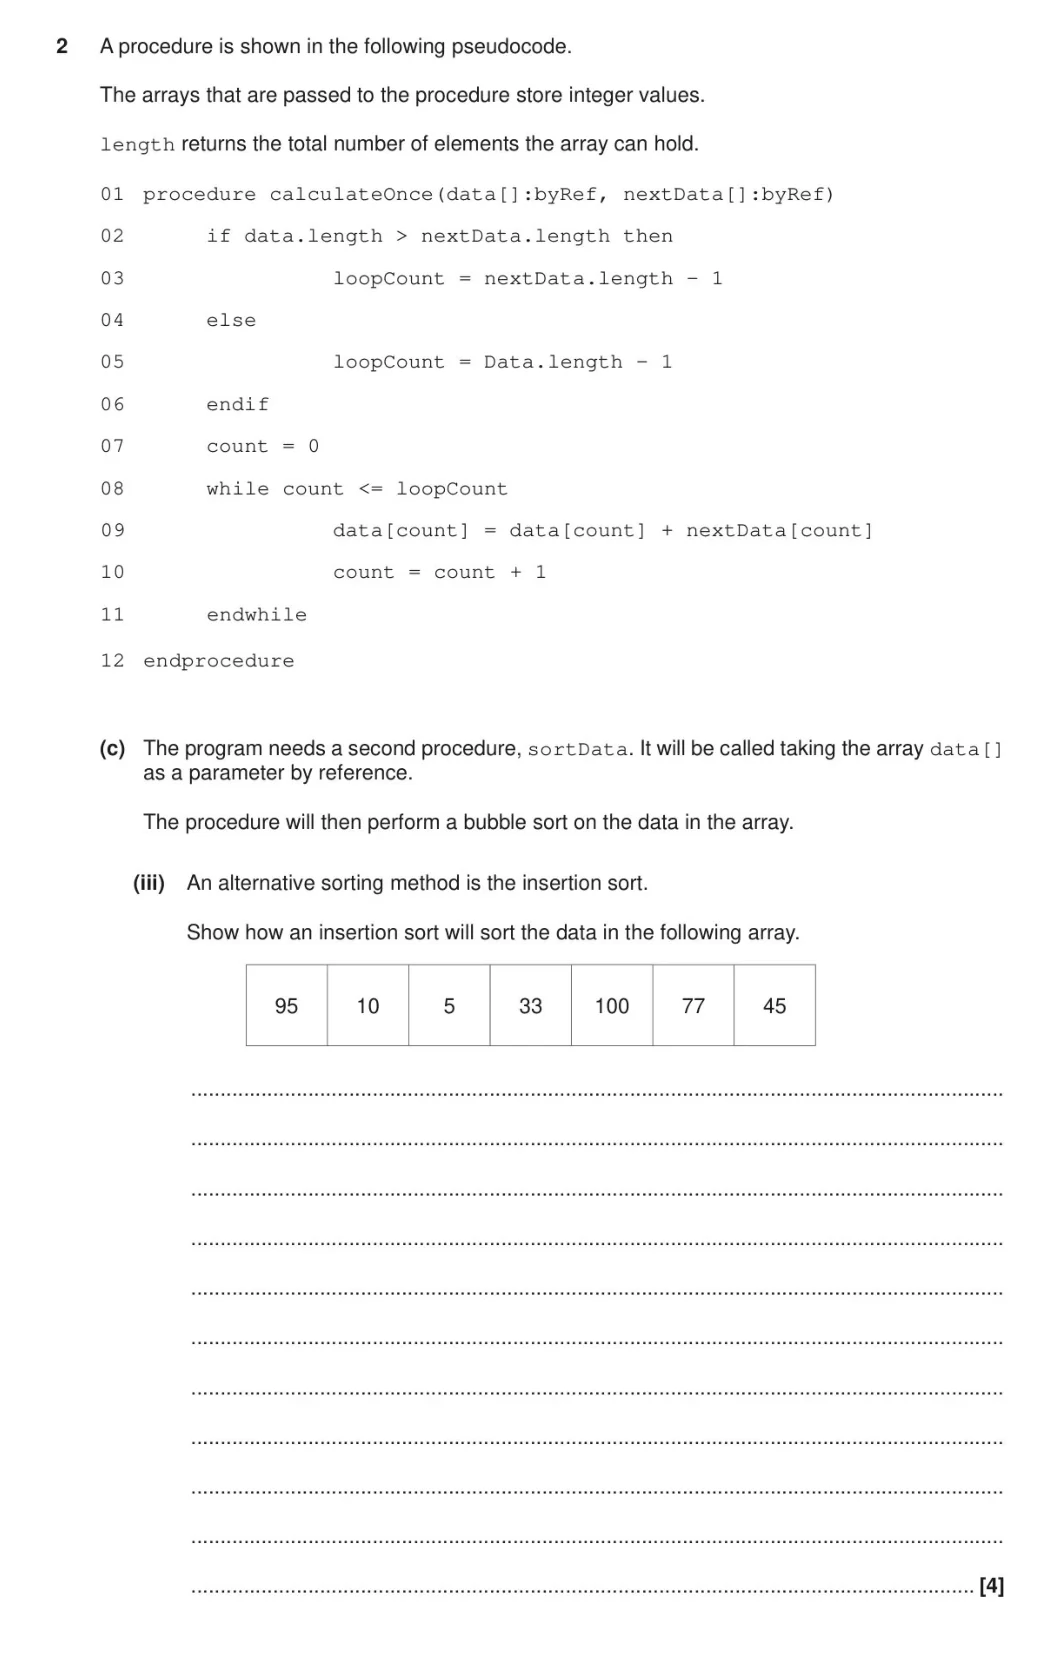 2 A procedure is shown in the following pseudocode.
The arrays that are passed to the procedure store integer values.
length returns the total number of elements the array can hold.
01 procedure calculateOnce(data[]:byRef, nextData[]:byRef)
02 if data.length > nextData.length then
03 loopCount = nextData.length - 1
04 else
05 loopCount = Data.length - 1
06 endif
07 count = 0
08 while count <= loopCount
09 data[count] = data[count] + nextData[count]
10 count = count + 1
11 endwhile
12 endprocedure
(c) The program needs a second procedure, sortData. It will be called taking the array data[]
as a parameter by reference.
The procedure will then perform a bubble sort on the data in the array.
(iii) An alternative sorting method is the insertion sort.
Show how an insertion sort will sort the data in the following array.
95 10 5 33 100 77 45
[4]